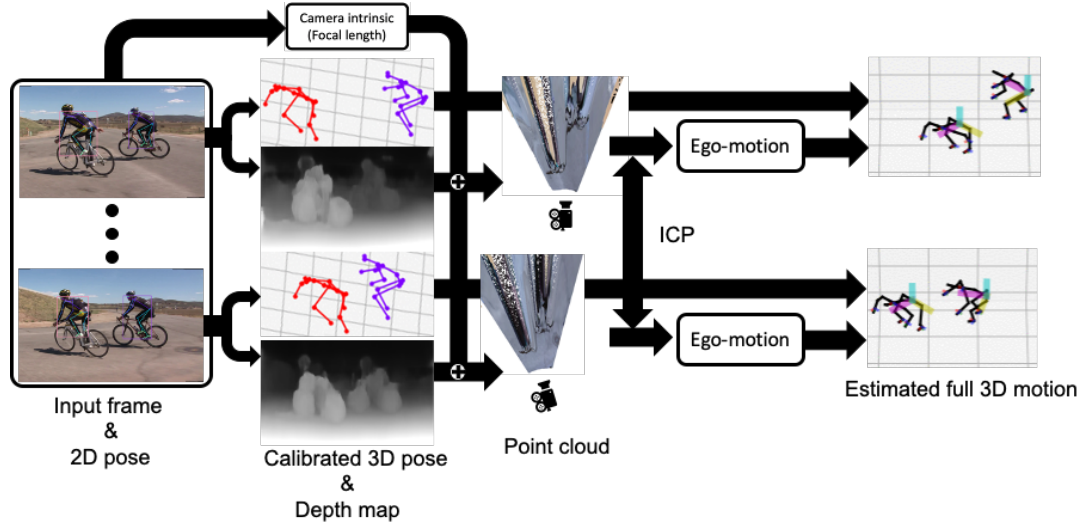 Camera intrinsic
(Focal length)
Ego-motion
ICP
Ego-motion
Input frame
&
2D pose
Calibrated 3D pose
&
Depth map
Point cloud
Estimated full 3D motion